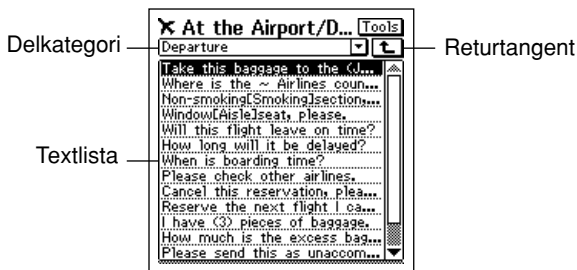 At the Airport/D... Tools
Delkategori
Departure
Returtangent
Take this baggage to the (J...
Where is the ~ Airlines coun...
Non-smoking[Smoking]section,...
Window[Aisle]seat, please.
Will this flight leave on time?
How long will it be delayed?
Textlista
When is boarding time?
Please check other airlines.
Cancel this reservation, plea...
Reserve the next flight I ca...
I have (3) pieces of baggage.
How much is the excess bag...
Please send this as unaccom...